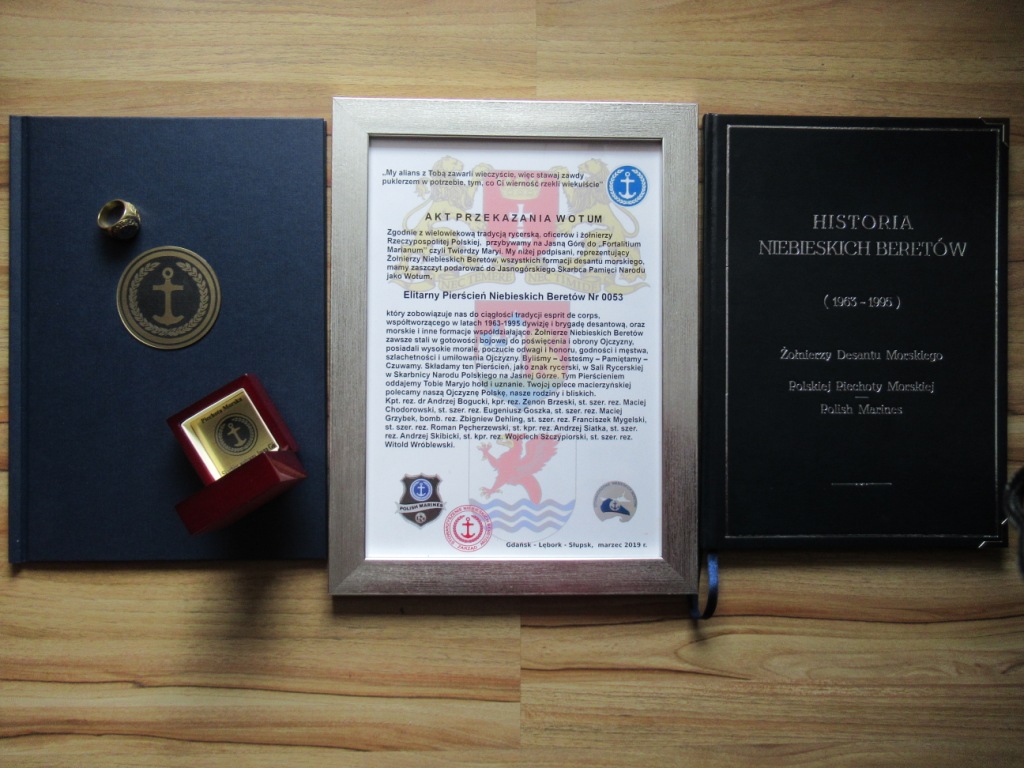 Piechota Morska
„My alians z Tobą zawarli wieczyście, więc stawaj zawdy
puklerzem w potrzebie, tym, co Ci wierność rzekli wiekuiście"
AKT PRZEKAZANIA WOTUM
Zgodnie z wielowiekową tradycją rycerską, oficerów i żołnierzy
Rzeczypospolitej Polskiej, przybywamy na Jasną Górę do „Fortalitium
Marianum" czyli Twierdzy Maryi. My niżej podpisani, reprezentujący
Żołnierzy Niebieskich Beretów, wszystkich formacji desantu morskiego,
mamy zaszczyt podarować do Jasnogórskiego Skarbca Pamięci Narodu
jako Wotum.
NEC TEMERE NEC TIMIDE
Elitarny Pierścień Niebieskich Beretów Nr 0053
który zobowiązuje nas do ciągłości tradycji esprit de corps,
współtworzącego w latach 1963-1995 dywizję i brygadę desantową, oraz
morskie i inne formacje współdziałające. Żołnierze Niebieskich Beretów
zawsze stali w gotowości bojowej do poświęcenia i obrony Ojczyzny,
posiadali wysokie morale, poczucie odwagi i honoru, godności i męstwa,
szlachetności i umiłowania Ojczyzny. Byliśmy – Jesteśmy – Pamiętamy –
Czuwamy. Składamy ten Pierścień, jako znak rycerski, w Sali Rycerskiej
w Skarbnicy Narodu Polskiego na Jasnej Górze. Tym Pierścieniem
oddajemy Tobie Maryjo hołd i uznanie. Twojej opiece macierzyńskiej
polecamy naszą Ojczyznę Polskę, nasze rodziny i bliskich.
Kpt. rez. dr Andrzej Bogucki, kpr. rez. Zenon Brzeski, st. szer. rez. Maciej
Chodorowski, st. szer. rez. Eugeniusz Goszka, st. szer. rez. Maciej
Grzybek, bomb. rez. Zbigniew Dehling, st. szer. rez. Franciszek Mygelski,
st. szer. rez. Roman Pęcherzewski, st. kpr. rez. Andrzej Siatka, st. szer.
rez. Andrzej Skibicki, st. kpr. rez. Wojciech Szczypiorski, st. szer. rez.
Witold Wróblewski.
POLISH MARINES
Gdańsk - Lębork - Słupsk, marzec 2019 r.
HISTORIA
NIEBIESKICH BERETÓW
( 1963 - 1995 )
Żołnierzy Desantu Morskiego
Polskiej Piechoty Morskiej
Polish Marines